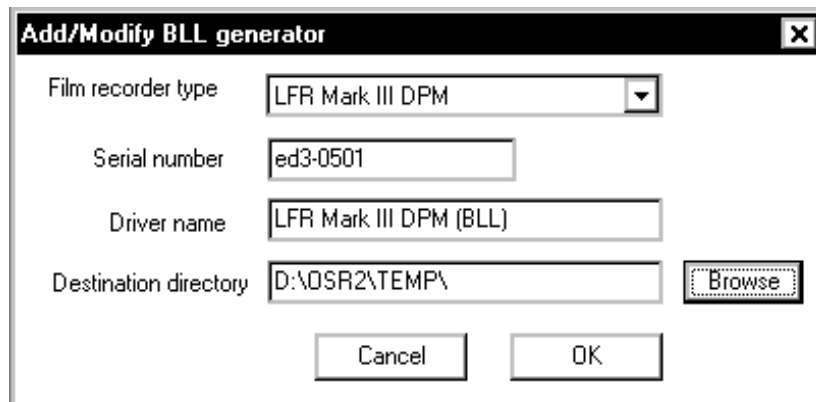 Add/Modify BLL generator
Film recorder type LFR Mark III DPM
Serial number ed3-0501
Driver name LFR Mark III DPM (BLL)
Destination directory D:\OSR2\TEMP\ Browse
Cancel OK